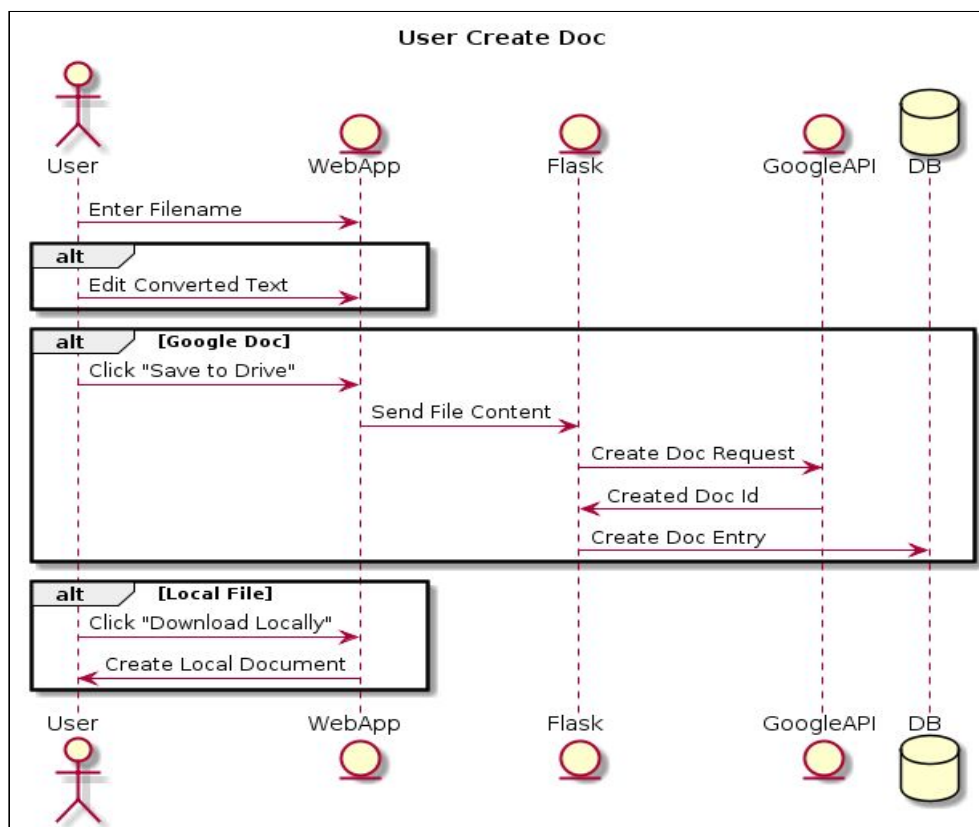 User Create Doc
User WebApp Flask GoogleAPI DB
Enter Filename
alt
Edit Converted Text
alt [Google Doc]
Click "Save to Drive"
Send File Content
Create Doc Request
Created Doc Id
Create Doc Entry
alt [Local File]
Click "Download Locally"
Create Local Document
User WebApp Flask GoogleAPI DB